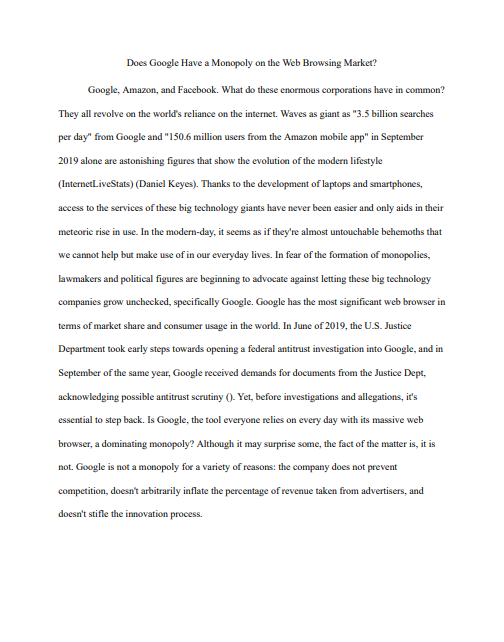 Does Google Have a Monopoly on the Web Browsing Market?
Google, Amazon, and Facebook. What do these enormous corporations have in common?
They all revolve on the world's reliance on the internet. Waves as giant as "3.5 billion searches
per day" from Google and "150.6 million users from the Amazon mobile app" in September
2019 alone are astonishing figures that show the evolution of the modern lifestyle
(InternetLiveStats) (Daniel Keyes). Thanks to the development of laptops and smartphones,
access to the services of these big technology giants have never been easier and only aids in their
meteoric rise in use. In the modern-day, it seems as if they're almost untouchable behemoths that
we cannot help but make use of in our everyday lives. In fear of the formation of monopolies,
lawmakers and political figures are beginning to advocate against letting these big technology
companies grow unchecked, specifically Google. Google has the most significant web browser in
terms of market share and consumer usage in the world. In June of 2019, the U.S. Justice
Department took early steps towards opening a federal antitrust investigation into Google, and in
September of the same year, Google received demands for documents from the Justice Dept,
acknowledging possible antitrust scrutiny (). Yet, before investigations and allegations, it's
essential to step back. Is Google, the tool everyone relies on every day with its massive web
browser, a dominating monopoly? Although it may surprise some, the fact of the matter is, it is
not. Google is not a monopoly for a variety of reasons: the company does not prevent
competition, doesn't arbitrarily inflate the percentage of revenue taken from advertisers, and
doesn't stifle the innovation process.